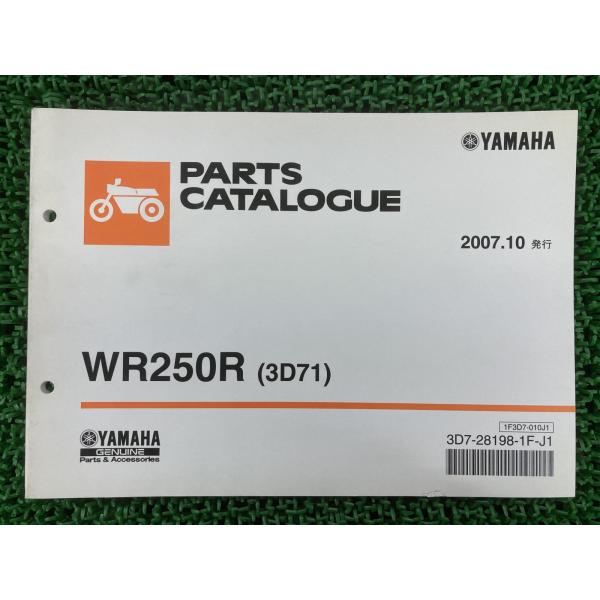 YAMAHA
PARTS
CATALOGUE
2007.10 発行
WR250R (3D71)
YAMAHA
GENUINE
Parts & Accessories
1F3D7-010J1
3D7-28198-1F-J1